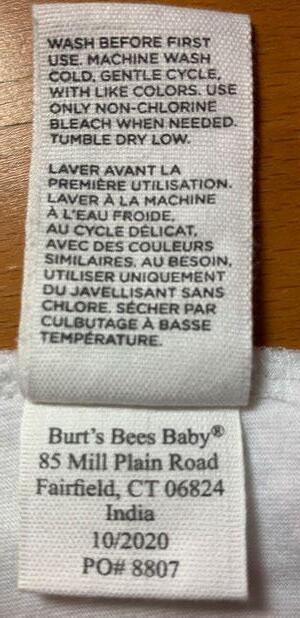 WASH BEFORE FIRST
USE. MACHINE WASH
COLD, GENTLE CYCLE,
WITH LIKE COLORS. USE
ONLY NON-CHLORINE
BLEACH WHEN NEEDED.
TUMBLE DRY LOW.
LAVER AVANT LA
PREMIÈRE UTILISATION.
LAVER À LA MACHINE
À L'EAU FROIDE,
AU CYCLE DÉLICAT,
AVEC DES COULEURS
SIMILAIRES. AU BESOIN,
UTILISER UNIQUEMENT
DU JAVELLISANT SANS
CHLORE. SÉCHER PAR
CULBUTAGE À BASSE
TEMPÉRATURE.
Burt's Bees Baby®
85 Mill Plain Road
Fairfield, CT 06824
India
10/2020
PO# 8807